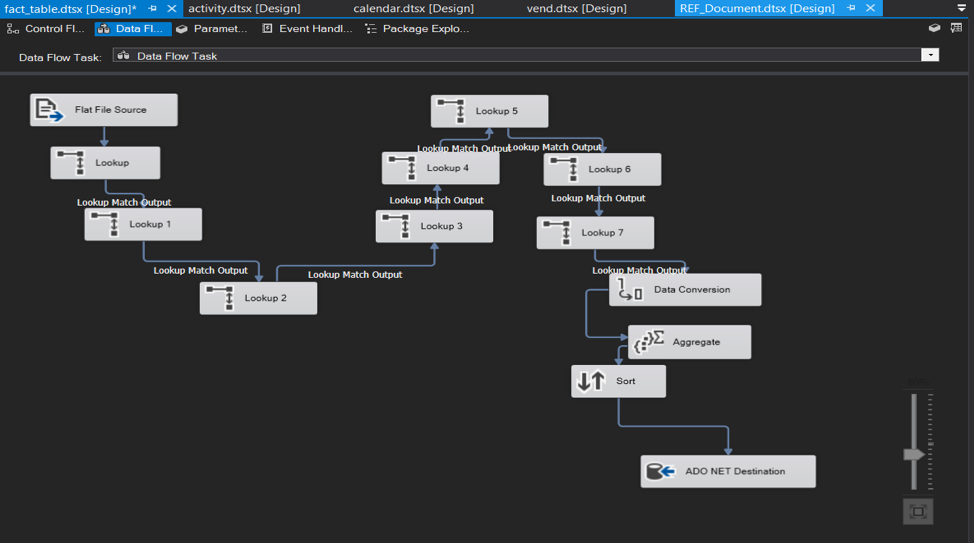 fact_table.dtsx [Design]* activity.dtsx [Design] calendar.dtsx [Design] vend.dtsx [Design] REF_Document.dtsx [Design]
Control Fl... Data Fl... Paramet... Event Handl... Package Explo...
Data Flow Task: Data Flow Task
Flat File Source
Lookup
Lookup Match Output
Lookup 1
Lookup Match Output
Lookup 2
Lookup Match Output
Lookup 3
Lookup Match Output
Lookup 4
Lookup Match Output
Lookup 5
Lookup Match Output
Lookup 6
Lookup Match Output
Lookup 7
Lookup Match Output
Data Conversion
Aggregate
Sort
ADO NET Destination